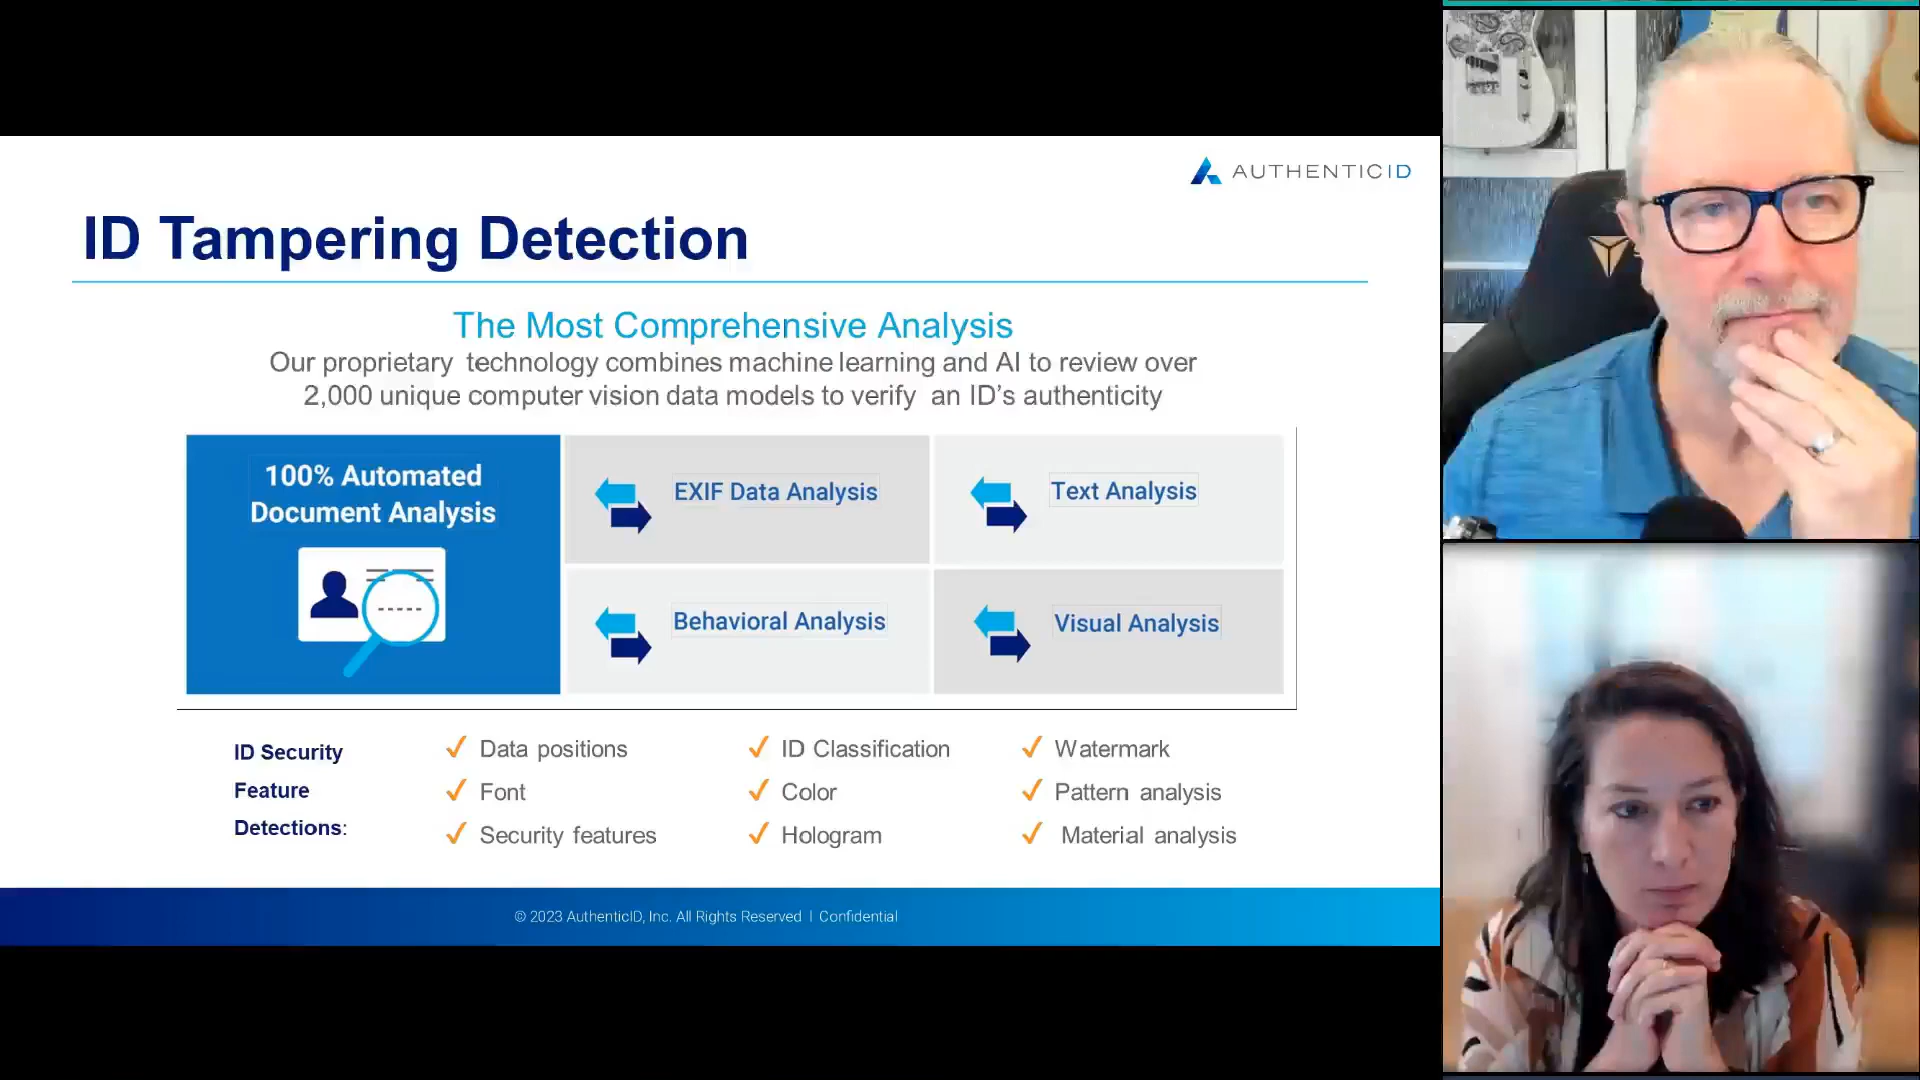 AUTHENTICID
ID Tampering Detection
The Most Comprehensive Analysis
Our proprietary technology combines machine learning and AI to review over
2,000 unique computer vision data models to verify an ID’s authenticity
100% Automated
Document Analysis
EXIF Data Analysis
Text Analysis
Behavioral Analysis
Visual Analysis
ID Security
Feature
Detections:
Data positions
Font
Security features
ID Classification
Color
Hologram
Watermark
Pattern analysis
Material analysis
© 2023 AuthenticID, Inc. All Rights Reserved | Confidential